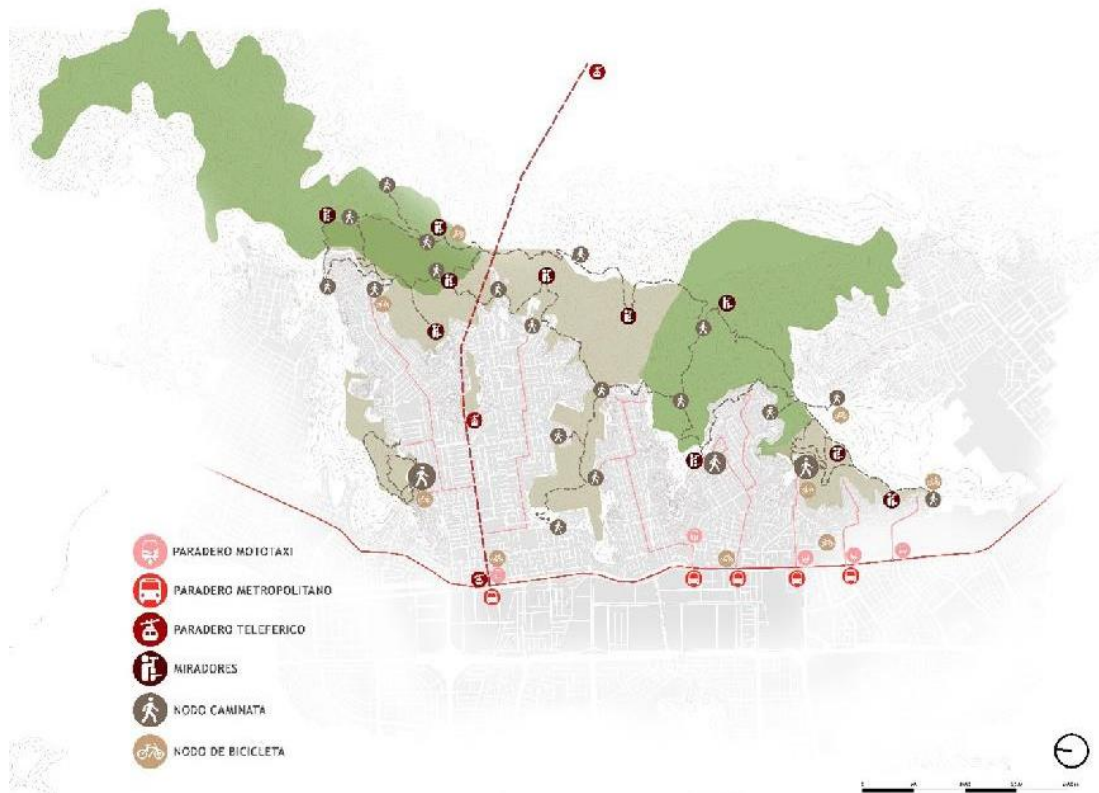 PARADERO MOTOTAXI
PARADERO METROPOLITANO
PARADERO TELEFERICO
MIRADORES
NODO CAMINATA
NODO DE BICICLETA